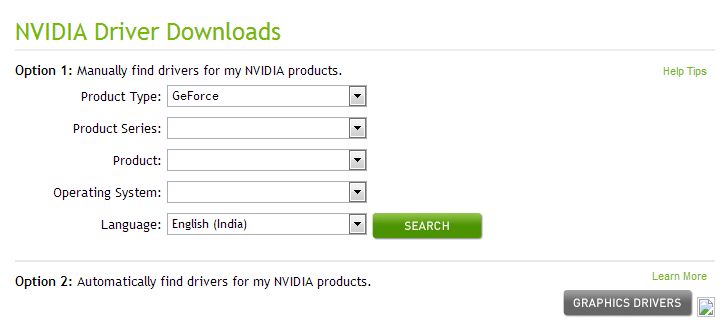 NVIDIA Driver Downloads
Option 1: Manually find drivers for my NVIDIA products.
Help Tips
Product Type: GeForce
Product Series:
Product:
Operating System:
Language: English (India) SEARCH
Learn More
Option 2: Automatically find drivers for my NVIDIA products.
GRAPHICS DRIVERS